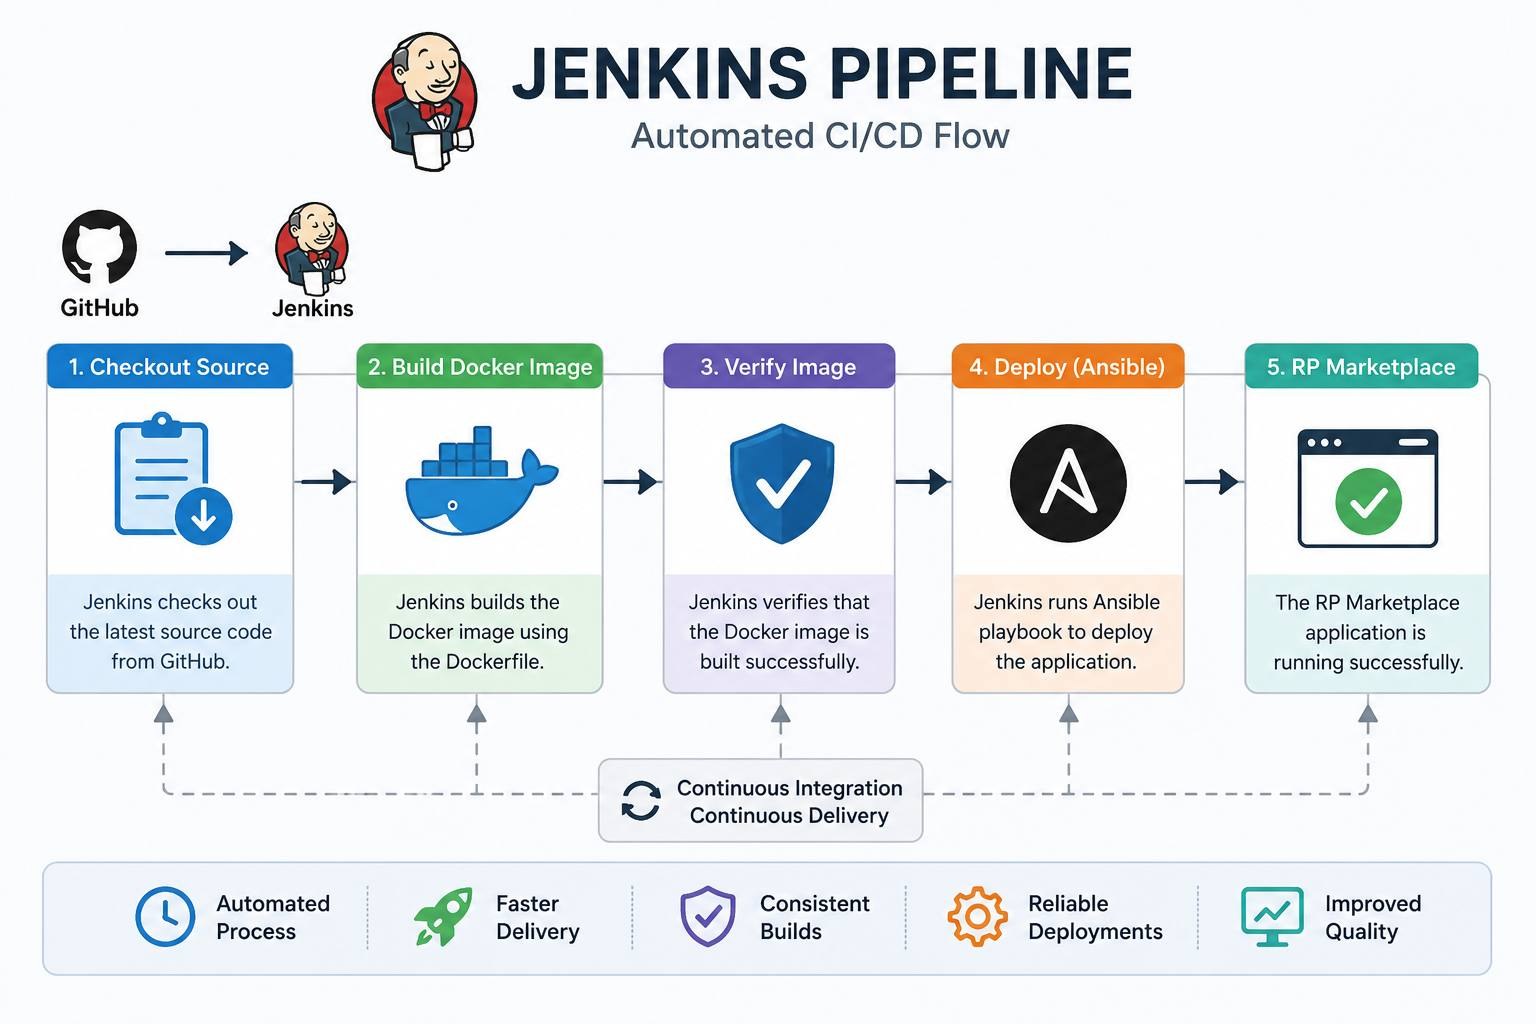 JENKINS PIPELINE
Automated CI/CD Flow
GitHub
Jenkins
1. Checkout Source
Jenkins checks out
the latest source code
from GitHub.
2. Build Docker Image
Jenkins builds the
Docker image using
the Dockerfile.
3. Verify Image
Jenkins verifies that
the Docker image is
built successfully.
4. Deploy (Ansible)
Jenkins runs Ansible
playbook to deploy
the application.
5. RP Marketplace
The RP Marketplace
application is
running successfully.
Continuous Integration
Continuous Delivery
Automated
Process
Faster
Delivery
Consistent
Builds
Reliable
Deployments
Improved
Quality